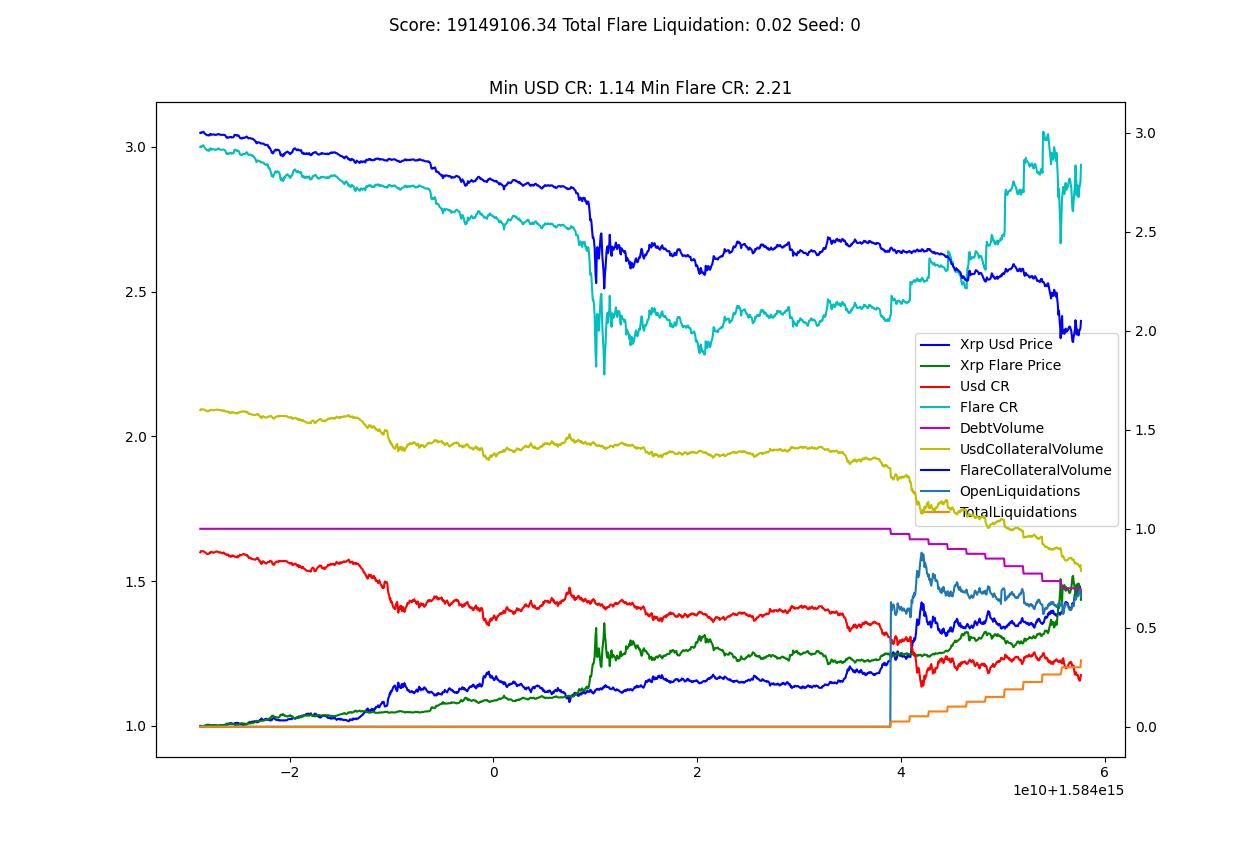 Score: 19149106.34 Total Flare Liquidation: 0.02 Seed: 0
Min USD CR: 1.14 Min Flare CR: 2.21
3.0
2.5
2.0
1.5
1.0
3.0
2.5
2.0
1.5
1.0
0.5
0.0
Xrp Usd Price
Xrp Flare Price
Usd CR
Flare CR
DebtVolume
UsdCollateralVolume
FlareCollateralVolume
OpenLiquidations
TotalLiquidations
−2 0 2 4 6
1e10+1.584e15